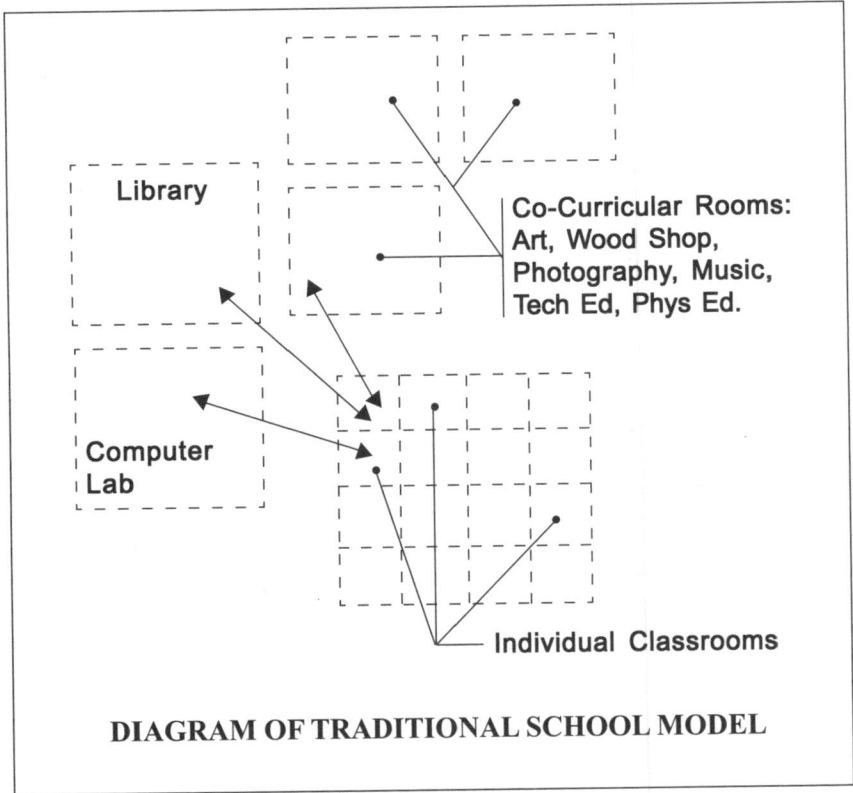 Library
Co-Curricular Rooms:
Art, Wood Shop,
Photography, Music,
Tech Ed, Phys Ed.
Computer
Lab
Individual Classrooms
DIAGRAM OF TRADITIONAL SCHOOL MODEL